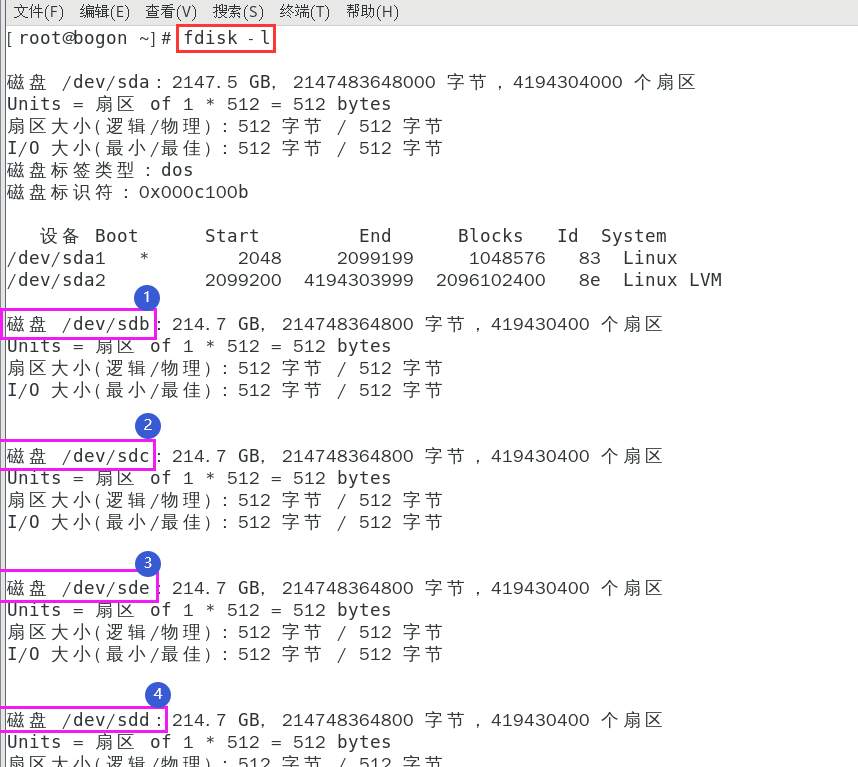 文件(F) 编辑(E) 查看(V) 搜索(S) 终端(T) 帮助(H)
[root@bogon ~]# fdisk -l
磁盘 /dev/sda：2147.5 GB, 2147483648000 字节，4194304000 个扇区
Units = 扇区 of 1 * 512 = 512 bytes
扇区大小(逻辑/物理)：512 字节 / 512 字节
I/O 大小(最小/最佳)：512 字节 / 512 字节
磁盘标签类型：dos
磁盘标识符：0x000c100b
设备 Boot Start End Blocks Id System
/dev/sda1 * 2048 2099199 1048576 83 Linux
/dev/sda2 2099200 4194303999 2096102400 8e Linux LVM
1
磁盘 /dev/sdb：214.7 GB, 214748364800 字节，419430400 个扇区
Units = 扇区 of 1 * 512 = 512 bytes
扇区大小(逻辑/物理)：512 字节 / 512 字节
I/O 大小(最小/最佳)：512 字节 / 512 字节
2
磁盘 /dev/sdc：214.7 GB, 214748364800 字节，419430400 个扇区
Units = 扇区 of 1 * 512 = 512 bytes
扇区大小(逻辑/物理)：512 字节 / 512 字节
I/O 大小(最小/最佳)：512 字节 / 512 字节
3
磁盘 /dev/sde：214.7 GB, 214748364800 字节，419430400 个扇区
Units = 扇区 of 1 * 512 = 512 bytes
扇区大小(逻辑/物理)：512 字节 / 512 字节
I/O 大小(最小/最佳)：512 字节 / 512 字节
4
磁盘 /dev/sdd：214.7 GB, 214748364800 字节，419430400 个扇区
Units = 扇区 of 1 * 512 = 512 bytes
扇区大小(逻辑/物理)：512 字节 / 512 字节